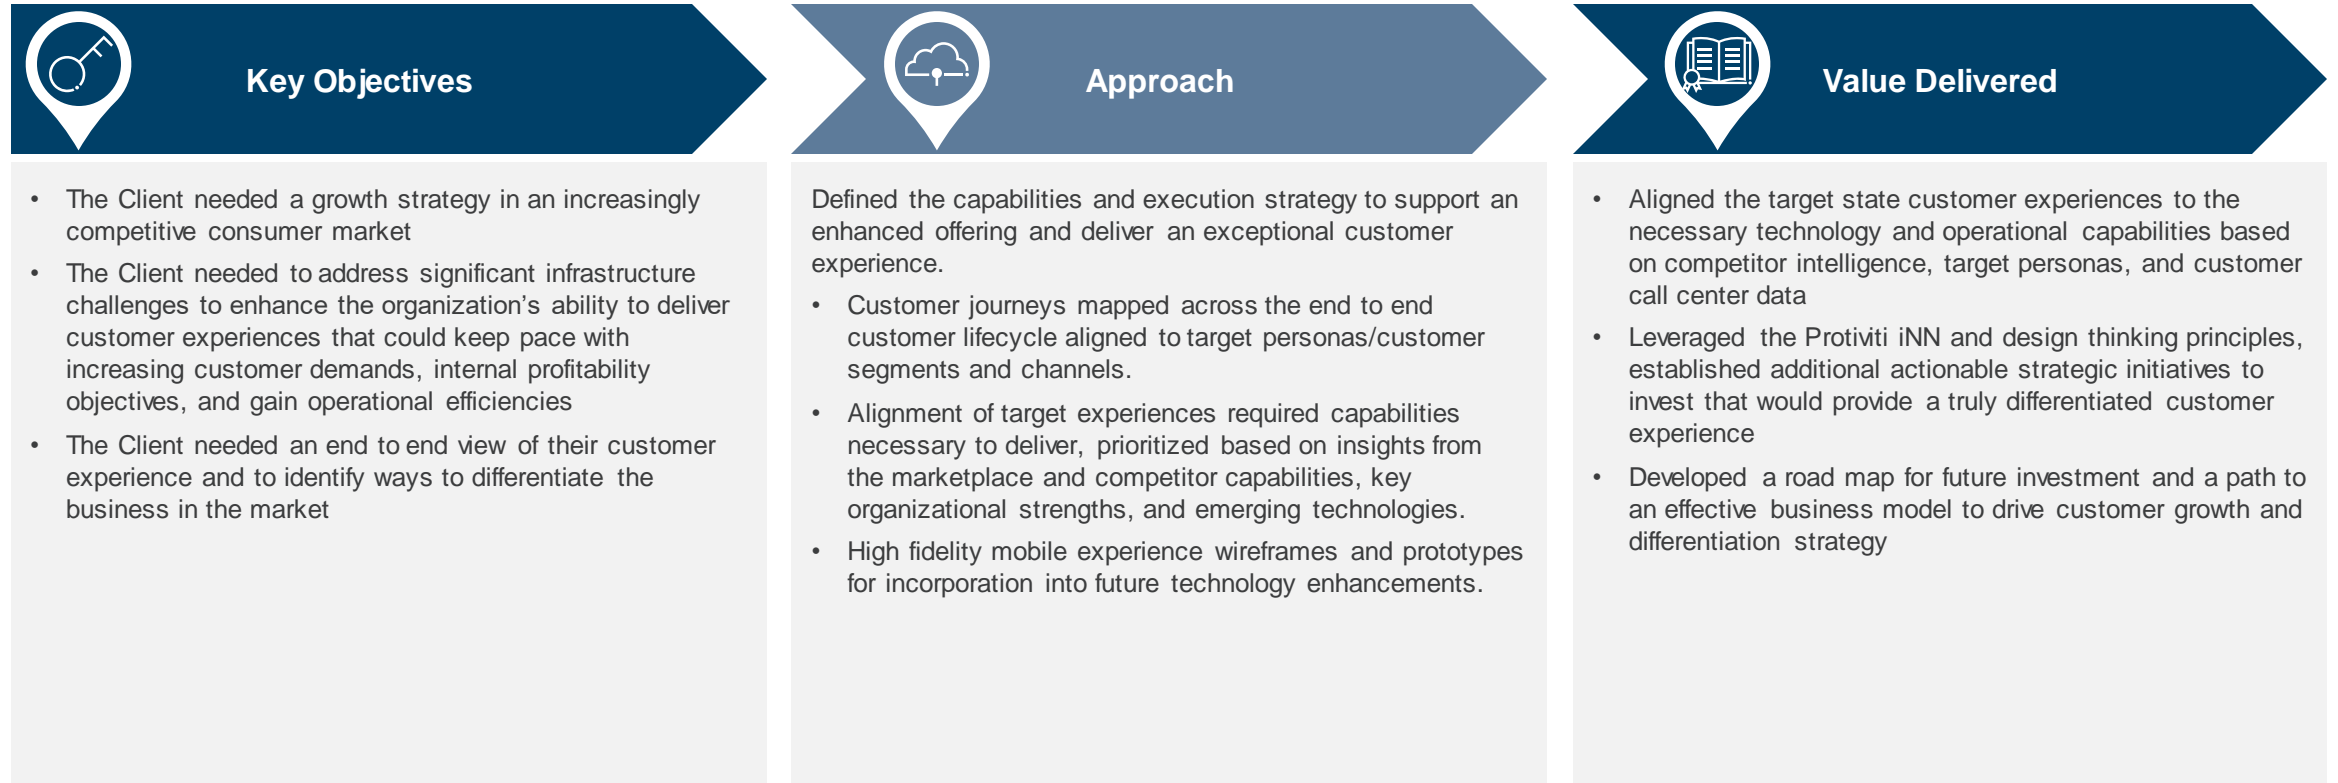 Key Objectives
• The Client needed a growth strategy in an increasingly
competitive consumer market
• The Client needed to address significant infrastructure
challenges to enhance the organization’s ability to deliver
customer experiences that could keep pace with
increasing customer demands, internal profitability
objectives, and gain operational efficiencies
• The Client needed an end to end view of their customer
experience and to identify ways to differentiate the
business in the market
Approach
Defined the capabilities and execution strategy to support an
enhanced offering and deliver an exceptional customer
experience.
• Customer journeys mapped across the end to end
customer lifecycle aligned to target personas/customer
segments and channels.
• Alignment of target experiences required capabilities
necessary to deliver, prioritized based on insights from
the marketplace and competitor capabilities, key
organizational strengths, and emerging technologies.
• High fidelity mobile experience wireframes and prototypes
for incorporation into future technology enhancements.
Value Delivered
• Aligned the target state customer experiences to the
necessary technology and operational capabilities based
on competitor intelligence, target personas, and customer
call center data
• Leveraged the Protiviti iNN and design thinking principles,
established additional actionable strategic initiatives to
invest that would provide a truly differentiated customer
experience
• Developed a road map for future investment and a path to
an effective business model to drive customer growth and
differentiation strategy